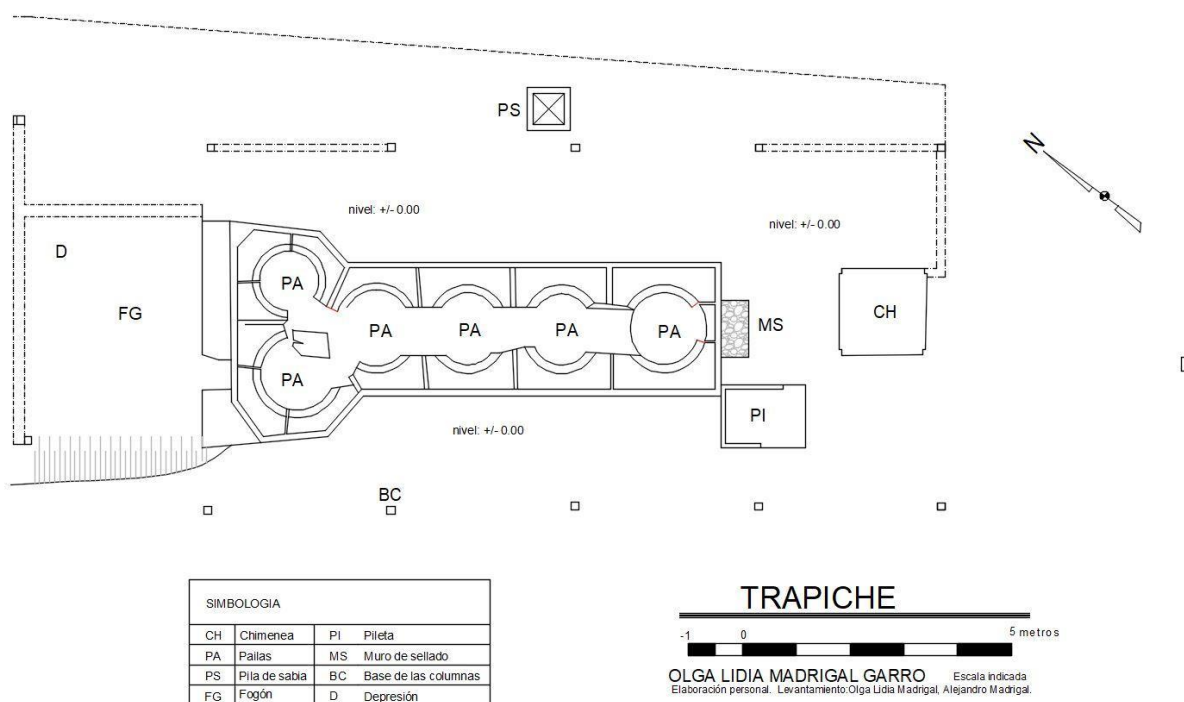 PS
N
nivel: +/- 0.00
nivel: +/- 0.00
D
PA
FG
CH
PA
PA
PA
PA
MS
PA
PI
nivel: +/- 0.00
BC
SIMBOLOGIA
CH Chimenea PI Pileta
PA Pailas MS Muro de sellado
PS Pila de sabia BC Base de las columnas
FG Fogón D Depresión
TRAPICHE
-1 0 5 metros
OLGA LIDIA MADRIGAL GARRO Escala indicada
Elaboración personal. Levantamiento:Olga Lidia Madrigal, Alejandro Madrigal.